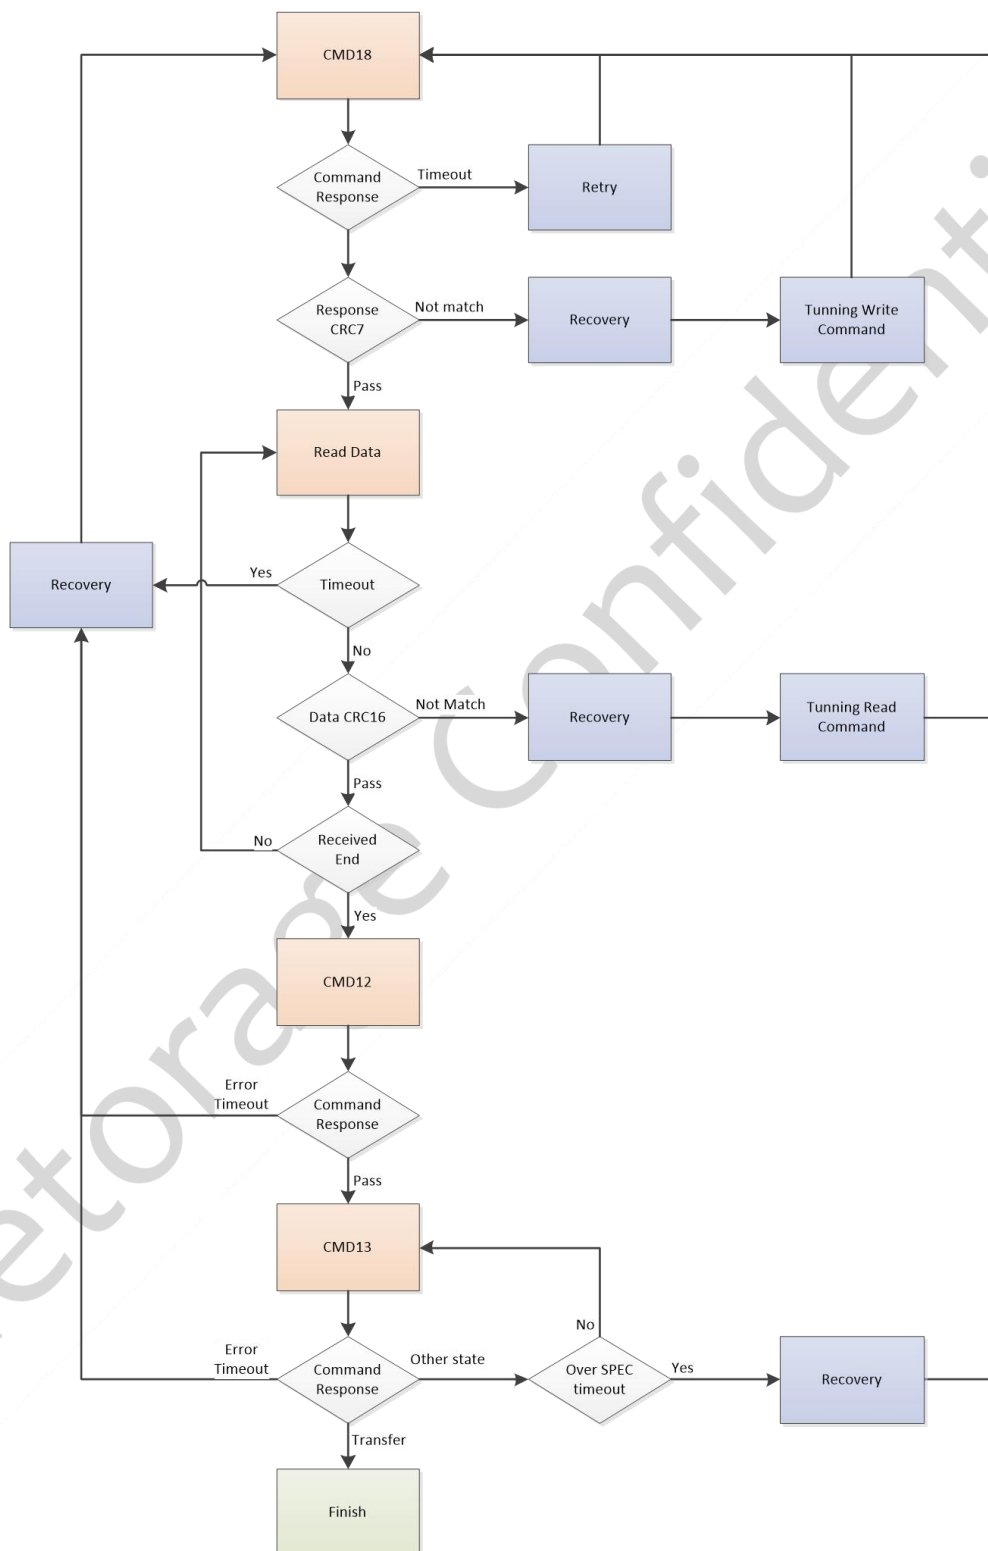 CMD18
Command
Response
Timeout
Retry
Response
CRC7
Not match
Recovery
Tunning Write
Command
Pass
Read Data
Recovery
Yes
Timeout
No
Data CRC16
Not Match
Recovery
Tunning Read
Command
Pass
No
Received
End
Yes
CMD12
Error
Timeout
Command
Response
Pass
CMD13
No
Error
Timeout
Command
Response
Other state
Over SPEC
timeout
Yes
Recovery
Transfer
Finish